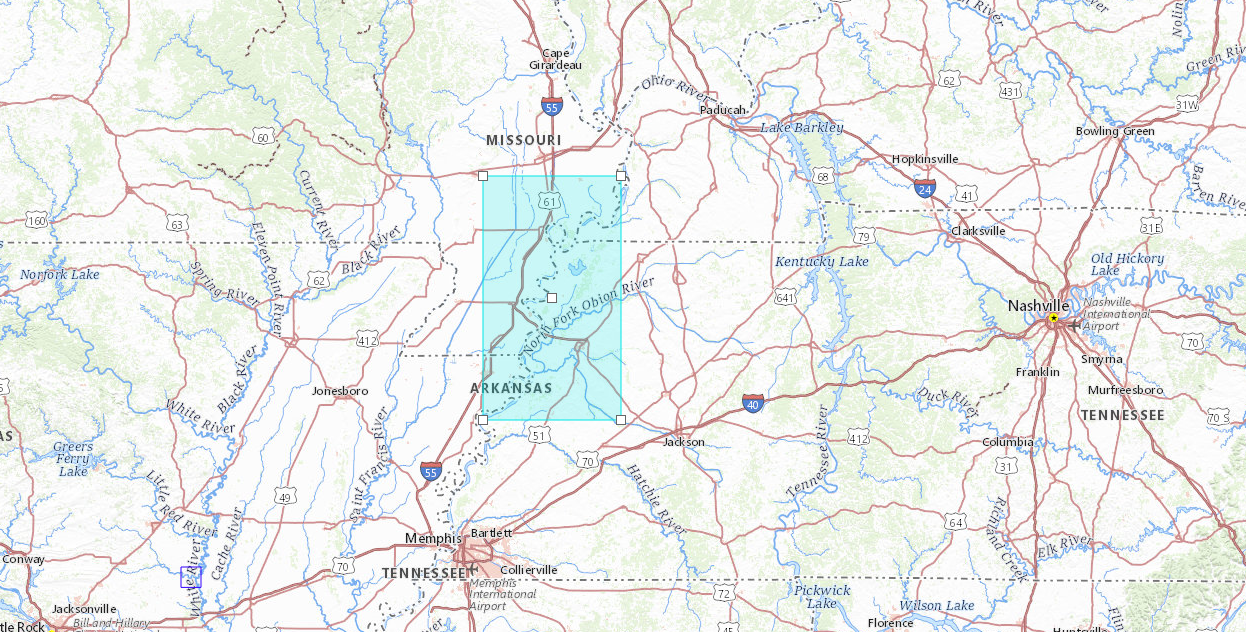 Cape
Girardeau
Ohio River
Paducah
55
MISSOURI
Lake Barkley
62
431
31W
Green Riv
Bowling Green
60
Hopkinsville
24
41
Barren River
68
61
160
63
Current River
Clarksville
31E
79
Eleven Point River
Black River
Norfork Lake
Spring River
62
Kentucky Lake
Old Hickory
Lake
North Fork Obion River
641
Nashville
Nashville
International
Airport
412
70
Smyrna
Franklin
Black River
Jonesboro
ARKANSAS
Murfreesboro
TENNESSEE
40
Duck River
White River
70 S
AS
51
Jackson
412
Columbia
Greers
Ferry
Lake
Saint Francis River
55
70
Hatchie River
Tennessee River
31
Little Red River
49
Richland Creek
64
Cache River
Memphis
Bartlett
Elk River
Conway
White River
70
TENNESSEE
Collierville
Memphis
International
Airport
72
Pickwick
Lake
Wilson Lake
Jacksonville
Bill and Hillary
tle Rock
Florence